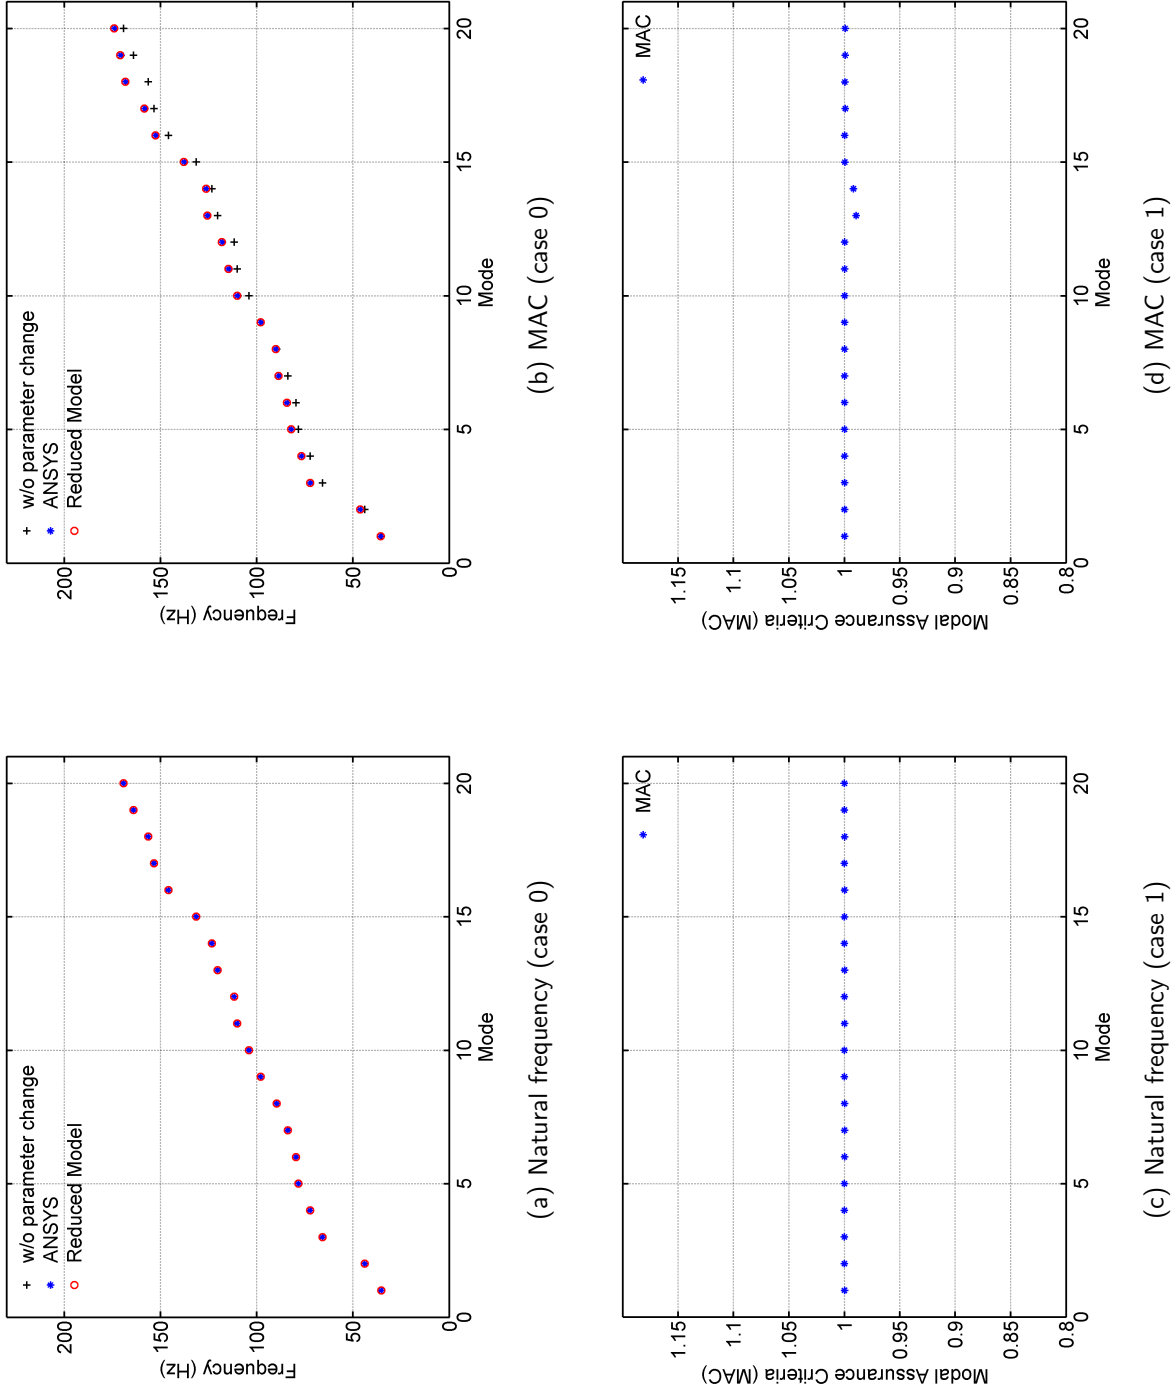 w/o parameter change
ANSYS
Reduced Model
200
150
100
50
0
Frequency (Hz)
0
5
10
15
20
Mode
(a) Natural frequency (case 0)
w/o parameter change
ANSYS
Reduced Model
200
150
100
50
0
Frequency (Hz)
0
5
10
15
20
Mode
(b) MAC (case 0)
MAC
1.15
1.1
1.05
1
0.95
0.9
0.85
0.8
Modal Assurance Criteria (MAC)
0
5
10
15
20
Mode
(c) Natural frequency (case 1)
MAC
1.15
1.1
1.05
1
0.95
0.9
0.85
0.8
Modal Assurance Criteria (MAC)
0
5
10
15
20
Mode
(d) MAC (case 1)